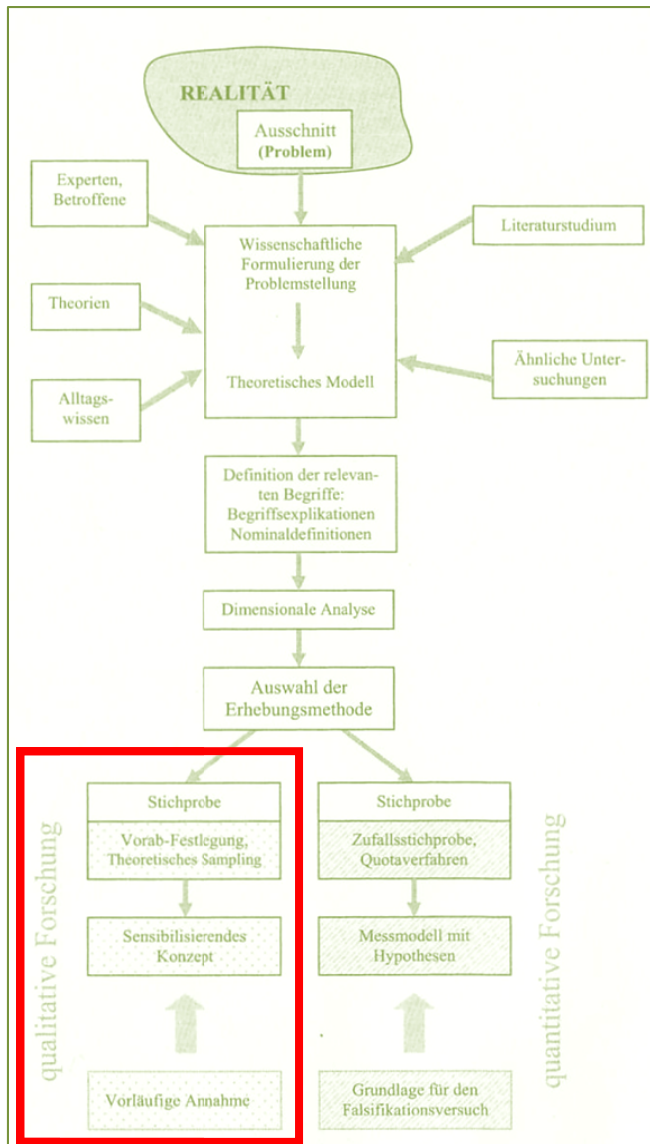 REALITÄT
Ausschnitt
(Problem)
Experten,
Betroffene
Theorien
Alltags-
wissen
Wissenschaftliche
Formulierung der
Problemstellung
Theoretisches Modell
Literaturstudium
Ähnliche Unter-
suchungen
Definition der relevan-
ten Begriffe:
Begriffsexplikationen
Nominaldefinitionen
Dimensionale Analyse
Auswahl der
Erhebungsmethode
qualitative Forschung
Stichprobe
Vorab-Festlegung,
Theoretisches Sampling
Sensibilisierendes
Konzept
Vorläufige Annahme
Stichprobe
Zufallsstichprobe,
Quotaverfahren
Messmodell mit
Hypothesen
Grundlage für den
Falsifikationsversuch
quantitative Forschung